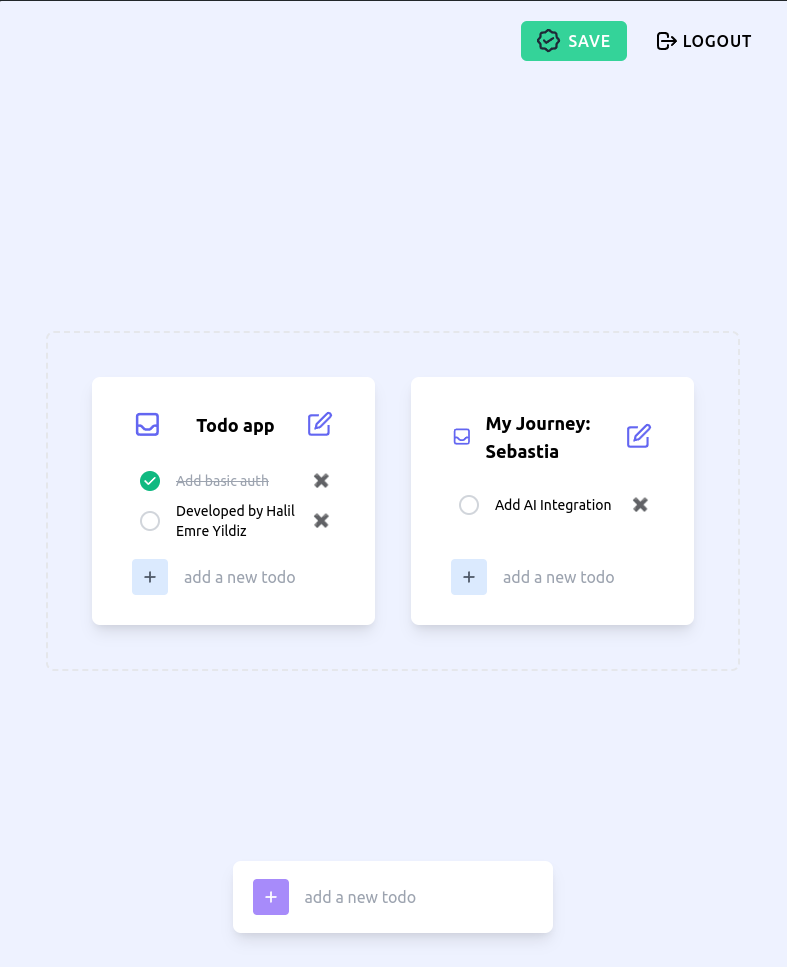 SAVE
LOGOUT
Todo app
Add basic auth
Developed by Halil
Emre Yildiz
add a new todo
My Journey:
Sebastia
Add AI Integration
add a new todo
add a new todo